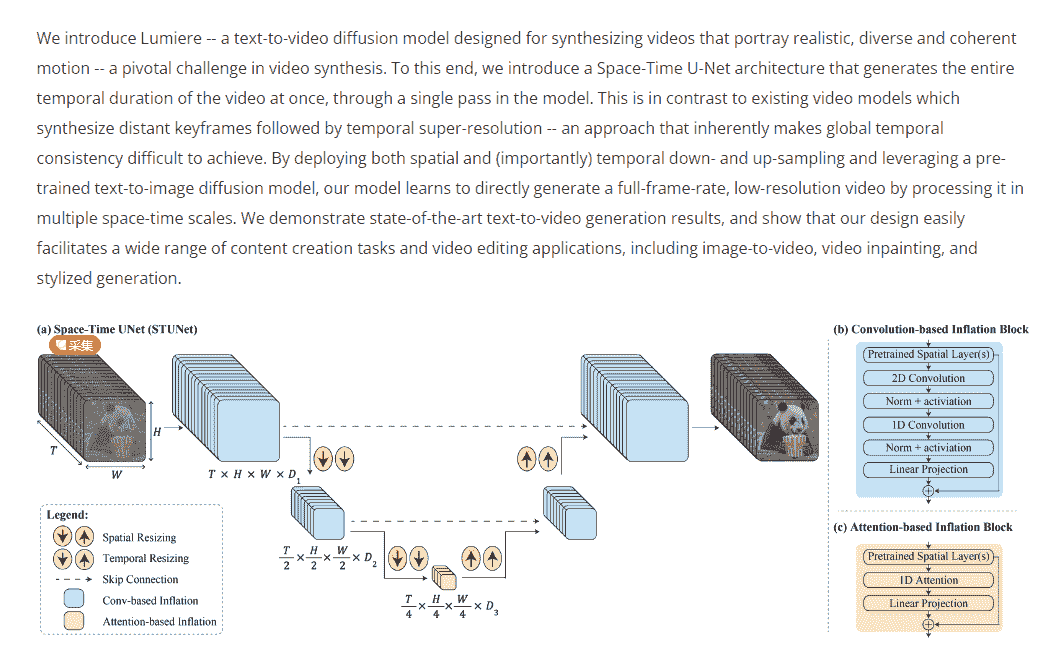 We introduce Lumiere -- a text-to-video diffusion model designed for synthesizing videos that portray realistic, diverse and coherent
motion -- a pivotal challenge in video synthesis. To this end, we introduce a Space-Time U-Net architecture that generates the entire
temporal duration of the video at once, through a single pass in the model. This is in contrast to existing video models which
synthesize distant keyframes followed by temporal super-resolution -- an approach that inherently makes global temporal
consistency difficult to achieve. By deploying both spatial and (importantly) temporal down- and up-sampling and leveraging a pre-
trained text-to-image diffusion model, our model learns to directly generate a full-frame-rate, low-resolution video by processing it in
multiple space-time scales. We demonstrate state-of-the-art text-to-video generation results, and show that our design easily
facilitates a wide range of content creation tasks and video editing applications, including image-to-video, video inpainting, and
stylized generation.
(a) Space-Time UNet (STUNet)
采集
T
H
W
T × H × W × D₁
T/2 × H/2 × W/2 × D₂
T/4 × H/4 × W/4 × D₃
Legend:
Spatial Resizing
Temporal Resizing
Skip Connection
Conv-based Inflation
Attention-based Inflation
(b) Convolution-based Inflation Block
Pretrained Spatial Layer(s)
2D Convolution
Norm + activiation
1D Convolution
Norm + activiation
Linear Projection
(c) Attention-based Inflation Block
Pretrained Spatial Layer(s)
1D Attention
Linear Projection